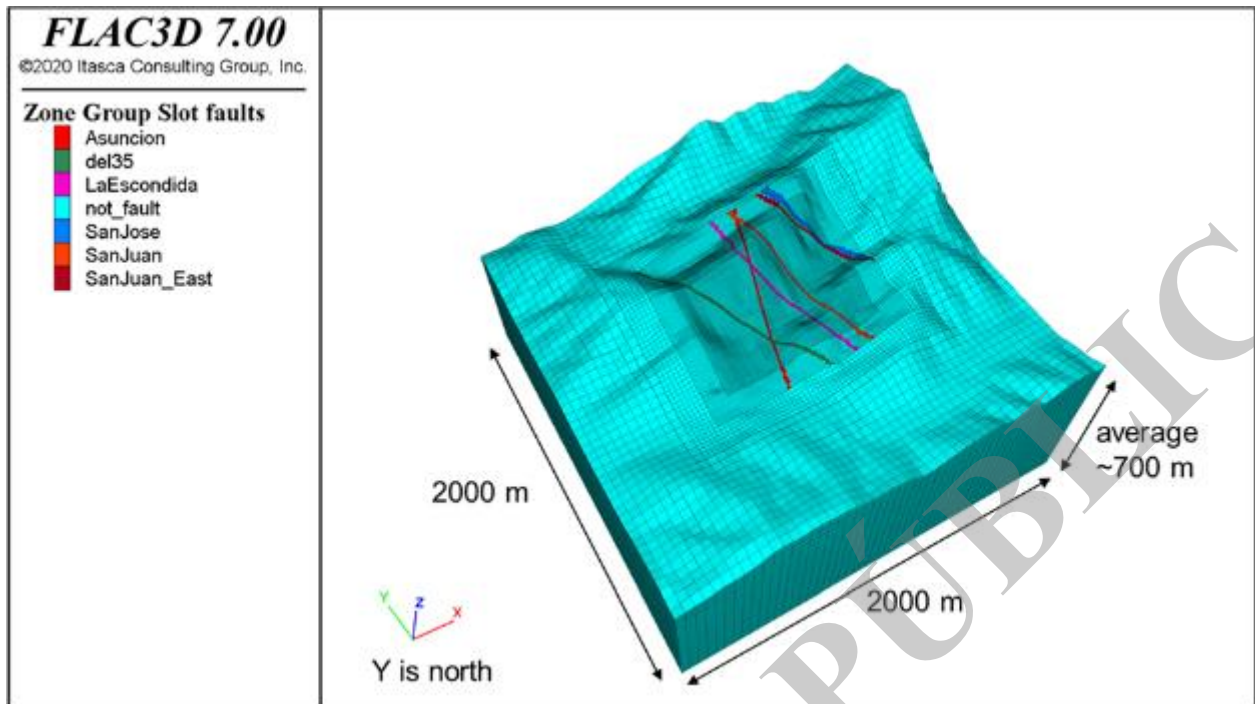 FLAC3D 7.00
©2020 Itasca Consulting Group, Inc.
Zone Group Slot faults
Asuncion
del35
LaEscondida
not_fault
SanJose
SanJuan
SanJuan_East
average
~700 m
2000 m
2000 m
Y
Z
X
Y is north
PÚBLIC